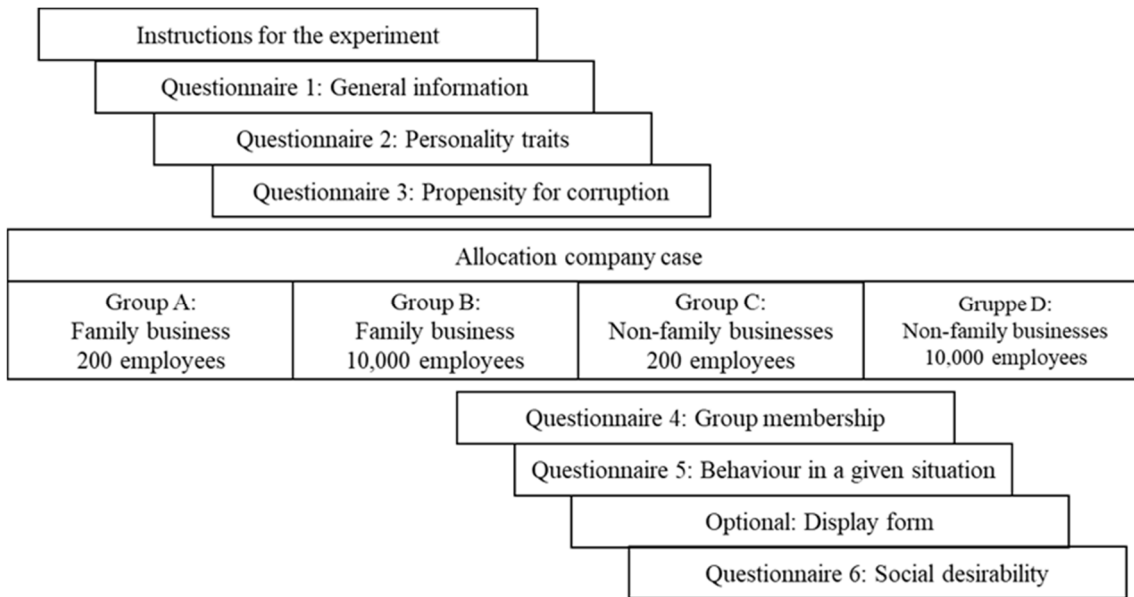 Instructions for the experiment
Questionnaire 1: General information
Questionnaire 2: Personality traits
Questionnaire 3: Propensity for corruption
Allocation company case
Group A:
Family business
200 employees
Group B:
Family business
10,000 employees
Group C:
Non-family businesses
200 employees
Gruppe D:
Non-family businesses
10,000 employees
Questionnaire 4: Group membership
Questionnaire 5: Behaviour in a given situation
Optional: Display form
Questionnaire 6: Social desirability